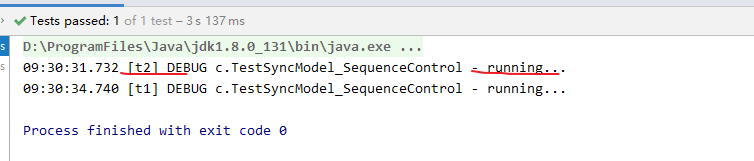 Tests passed: 1 of 1 test – 3 s 137 ms
D:\ProgramFiles\Java\jdk1.8.0_131\bin\java.exe ...
09:30:31.732 [t2] DEBUG c.TestSyncModel_SequenceControl - running...
09:30:34.740 [t1] DEBUG c.TestSyncModel_SequenceControl - running...
Process finished with exit code 0